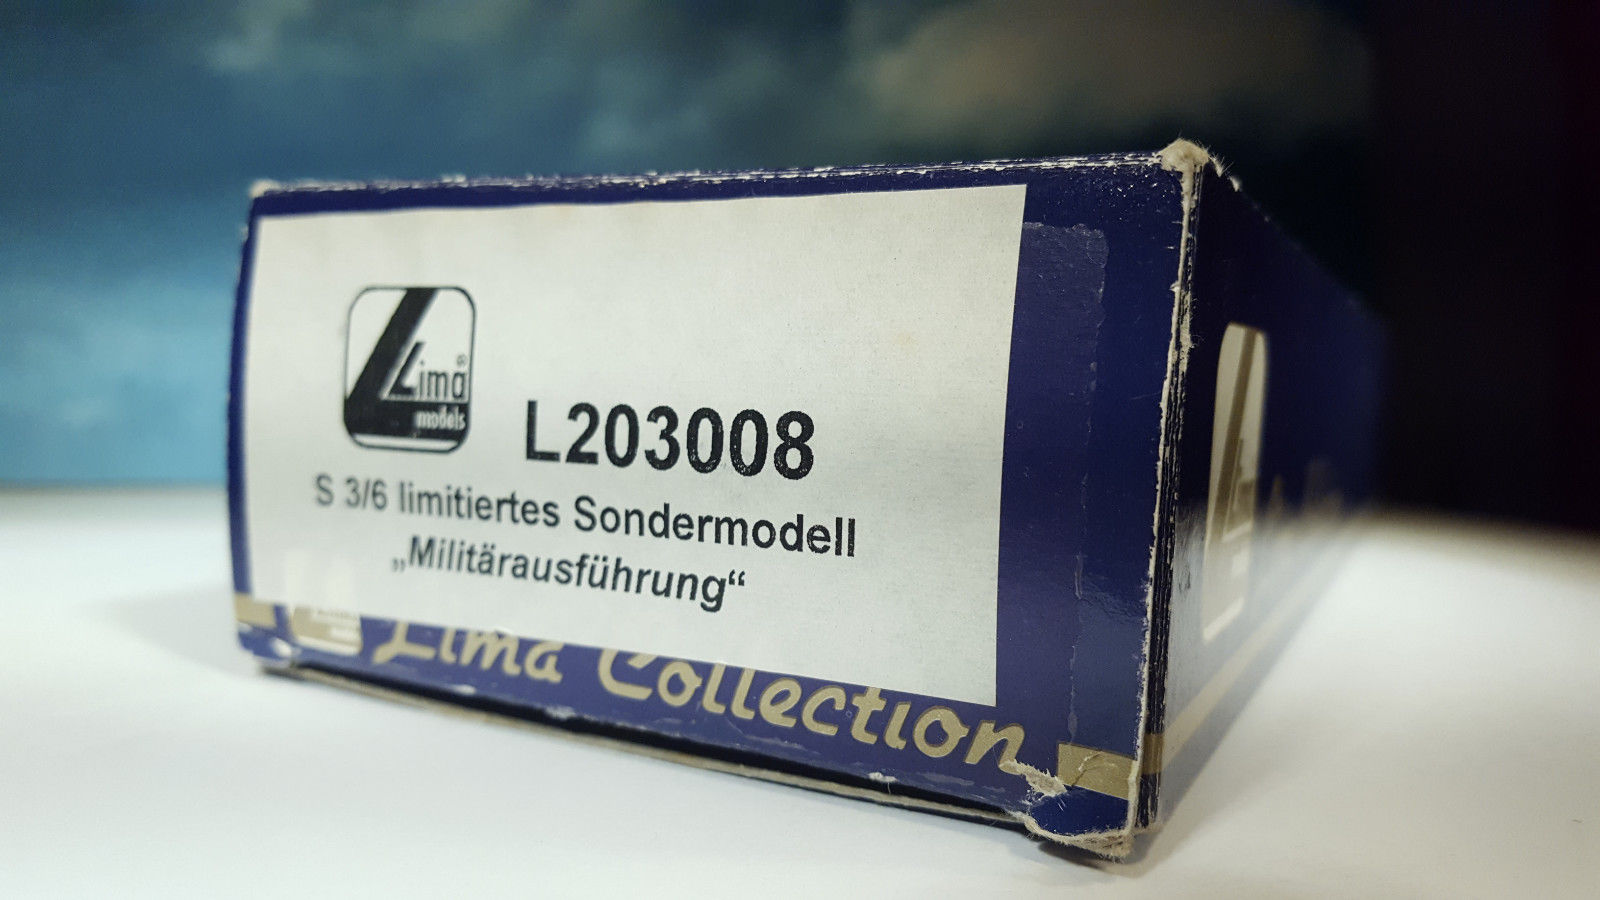 Lima®
models
L203008
S 3/6 limitiertes Sondermodell
„Militärausführung“
Lima Collection